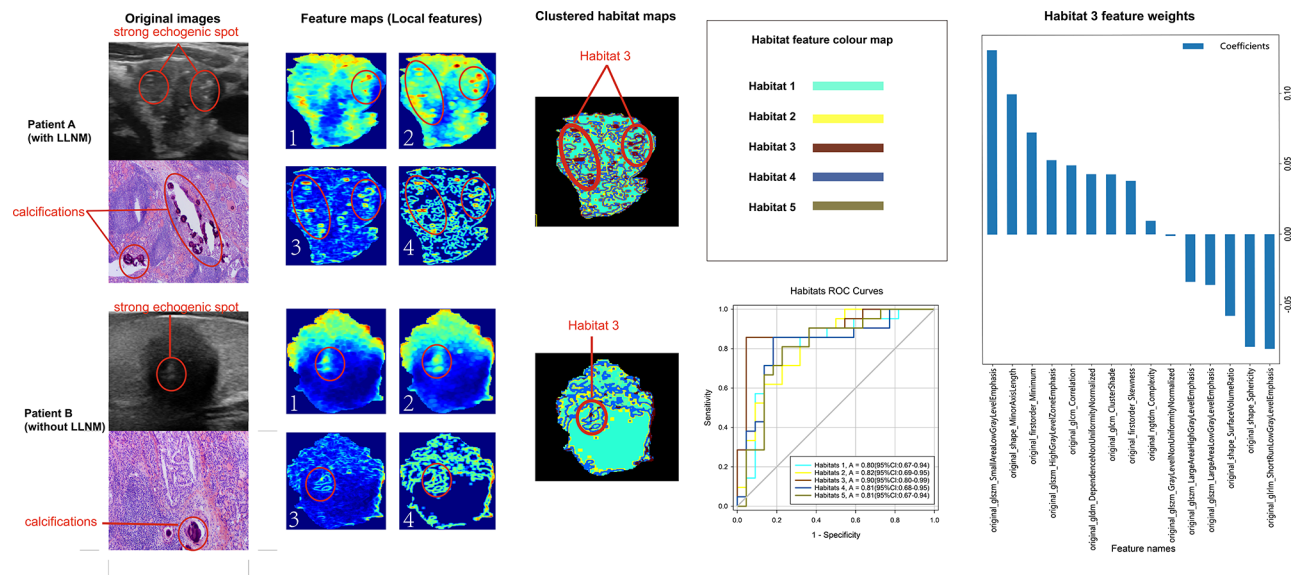 Original images
strong echogenic spot
Patient A
(with LLNM)
calcifications
strong echogenic spot
Patient B
(without LLNM)
calcifications
Feature maps (Local features)
1
2
3
4
1
2
3
4
Clustered habitat maps
Habitat 3
Habitat 3
Habitat feature colour map
Habitat 1
Habitat 2
Habitat 3
Habitat 4
Habitat 5
Habitats ROC Curves
Sensitivity
1.0
0.8
0.6
0.4
0.2
0.0
Habitats 1, A = 0.80(95%CI:0.67-0.94)
Habitats 2, A = 0.82(95%CI:0.69-0.95)
Habitats 3, A = 0.90(95%CI:0.80-0.99)
Habitats 4, A = 0.81(95%CI:0.68-0.95)
Habitats 5, A = 0.81(95%CI:0.67-0.94)
0.0
0.2
0.4
0.6
0.8
1.0
1 - Specificity
Habitat 3 feature weights
Coefficients
0.10
0.05
0.00
-0.05
original_glszm_SmallAreaLowGrayLevelEmphasis
original_shape_MinorAxisLength
original_firstorder_Minimum
original_glszm_HighGrayLevelZoneEmphasis
original_glcm_Correlation
original_gldm_DependenceNonUniformityNormalized
original_glcm_ClusterShade
original_firstorder_Skewness
original_ngtdm_Complexity
original_glszm_GrayLevelNonUniformityNormalized
original_glszm_LargeAreaHighGrayLevelEmphasis
original_glszm_LargeAreaLowGrayLevelEmphasis
original_shape_SurfaceVolumeRatio
original_shape_Sphericity
original_glrlm_ShortRunLowGrayLevelEmphasis
Feature names